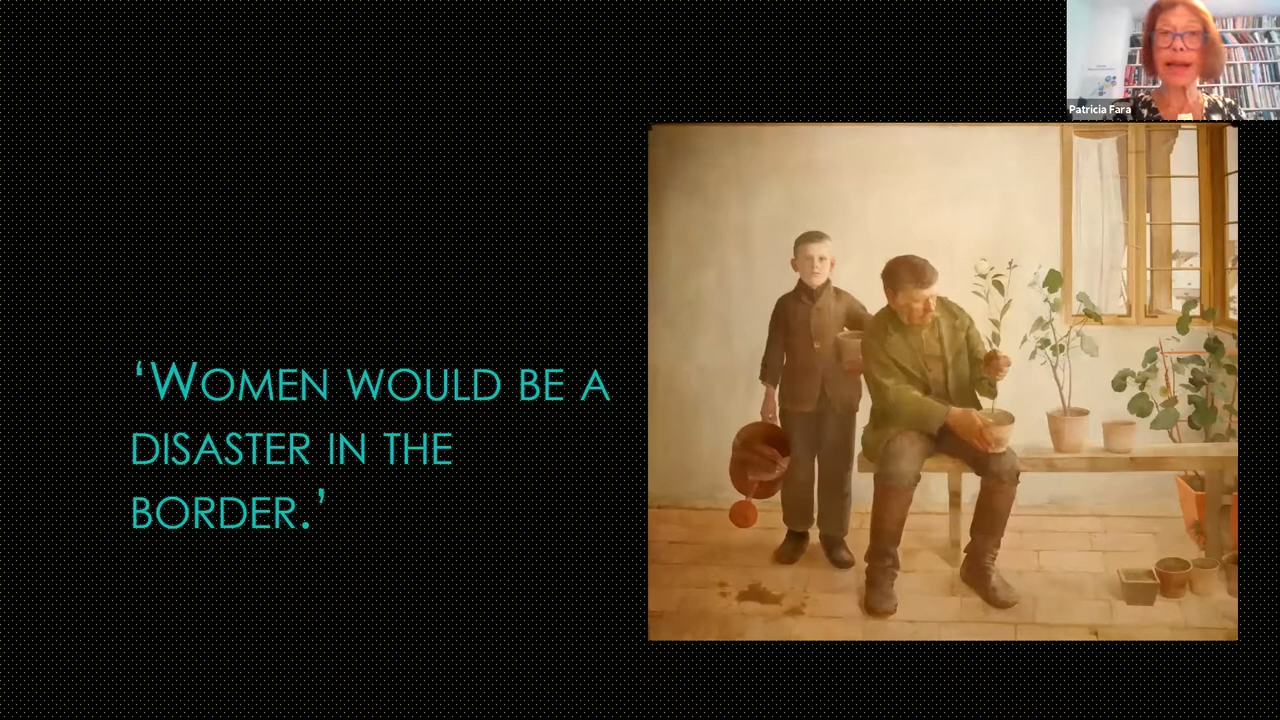 Patricia Fara
‘Women would be a
disaster in the
border.’